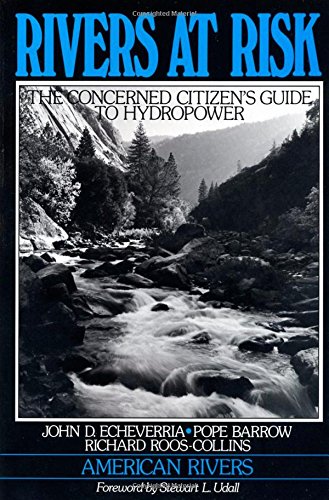 RIVERS AT RISK
THE CONCERNED CITIZEN'S GUIDE
TO HYDROPOWER
JOHN D. ECHEVERRIA · POPE BARROW
RICHARD ROOS-COLLINS
AMERICAN RIVERS
Foreword by Stewart L. Udall